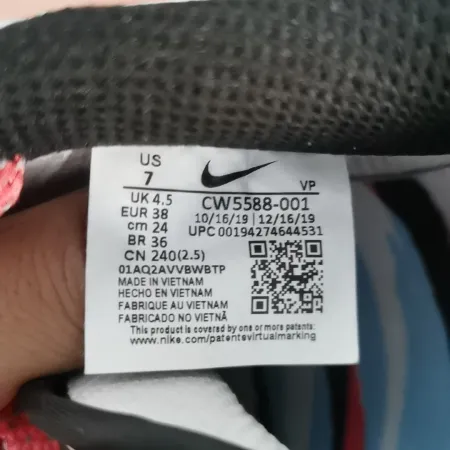 US
7
VP
UK 4.5
EUR 38
cm 24
BR 36
CN 240(2.5)
CW5588-001
10/16/19 | 12/16/19
UPC 00194274644531
01AQ2AVVBWBTP
MADE IN VIETNAM
HECHO EN VIETNAM
FABRIQUE AU VIETNAM
FABRICADO NO VIETNÃ
This product is covered by one or more patents:
www.nike.com/patentsvirtualmarking